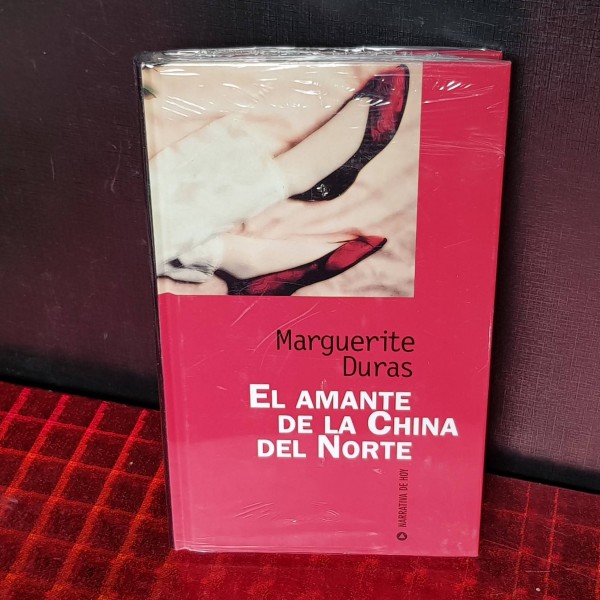 Marguerite
Duras
EL AMANTE
DE LA CHINA
DEL NORTE
NARRATIVA DE HOY